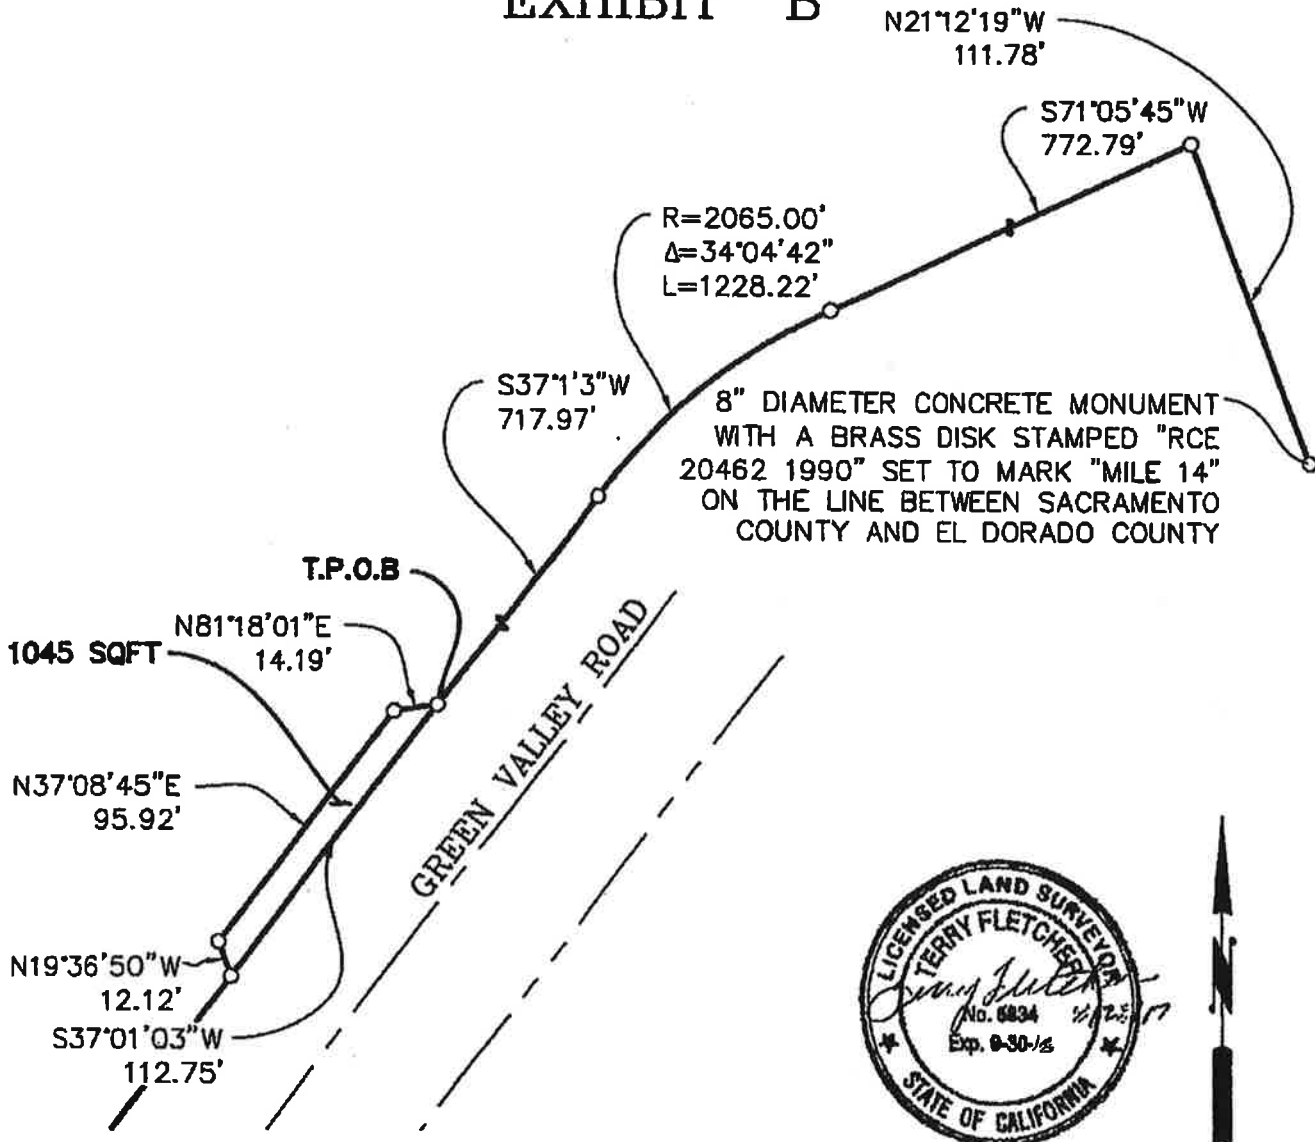 EXHIBIT "B"
N21°12'19"W
111.78'
S71°05'45"W
772.79'
R=2065.00'
Δ=34°04'42"
L=1228.22'
S37°1'3"W
717.97'
8" DIAMETER CONCRETE MONUMENT
WITH A BRASS DISK STAMPED "RCE
20462 1990" SET TO MARK "MILE 14"
ON THE LINE BETWEEN SACRAMENTO
COUNTY AND EL DORADO COUNTY
T.P.O.B
N81°18'01"E
14.19'
1045 SQFT
N37°08'45"E
95.92'
GREEN VALLEY ROAD
N19°36'50"W
12.12'
S37°01'03"W
112.75'
LICENSED LAND SURVEYOR
TERRY FLETCHER
Terry Fletcher
No. 6834
Exp. 9-30-
STATE OF CALIFORNIA
N